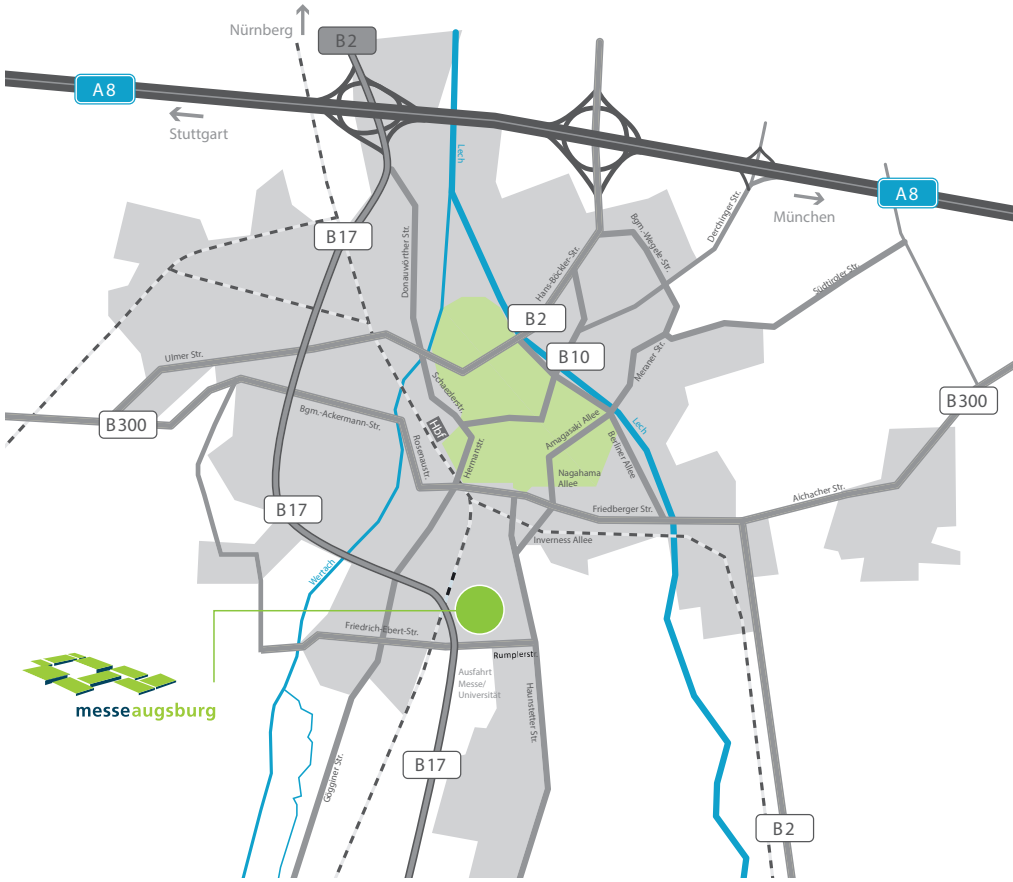 Nürnberg
B2
A8
Stuttgart
Lech
München
A8
B17
Donauwörther Str.
Hans-Böckler-Str.
Bgm.-Wegele-Str.
Derchinger Str.
Südtiroler Str.
B2
B10
Ulmer Str.
Meraner Str.
Schaezlerstr.
B300
Bgm.-Ackermann-Str.
Hbf
Rosenaustr.
Hermanstr.
Amagasaki Allee
Lech
Berliner Allee
B300
Nagahama
Allee
Aichacher Str.
B17
Friedberger Str.
Inverness Allee
Wertach
Friedrich-Ebert-Str.
Rumplerstr.
Ausfahrt
Messe/
Universität
Haunstetter Str.
messeaugsburg
Gögginer Str.
B17
B2